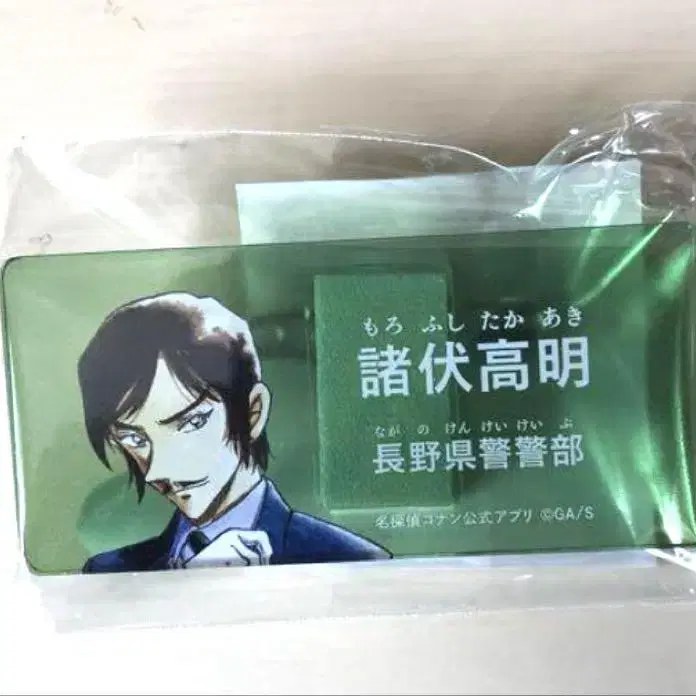 もろ ふし たか あき
諸伏高明
なが の けん けい けい ぶ
長野県警警部
名探偵コナン公式アプリ ©GA/S